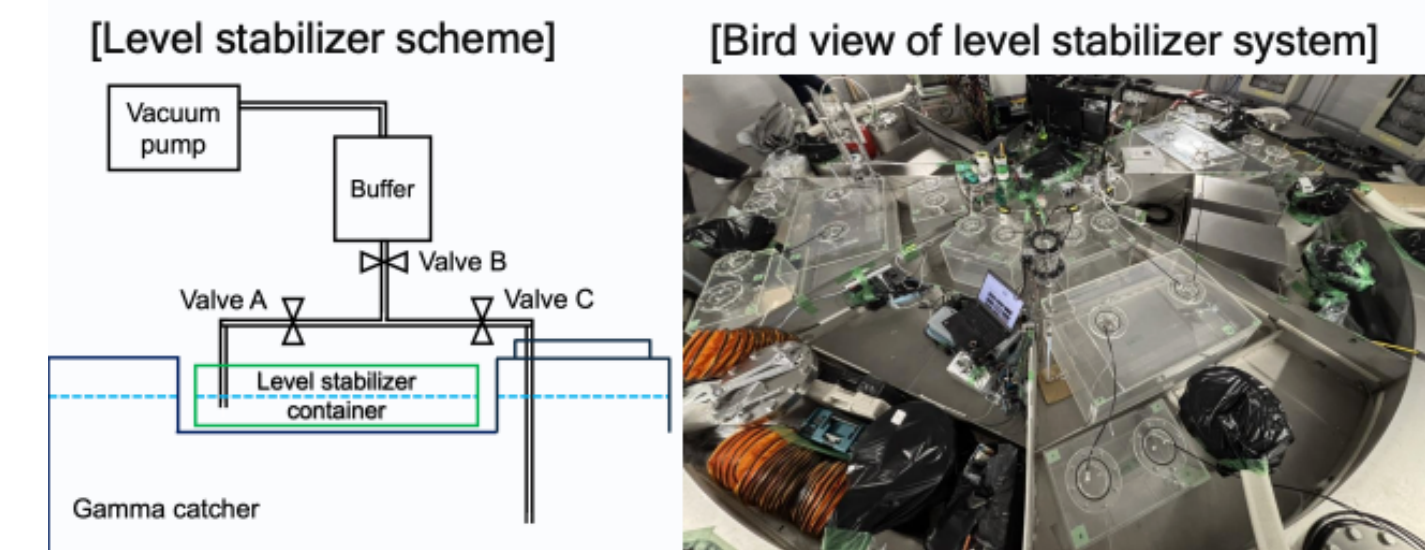 [Level stabilizer scheme]
[Bird view of level stabilizer system]
Vacuum
pump
Buffer
Valve B
Valve A
Valve C
Level stabilizer
container
Gamma catcher